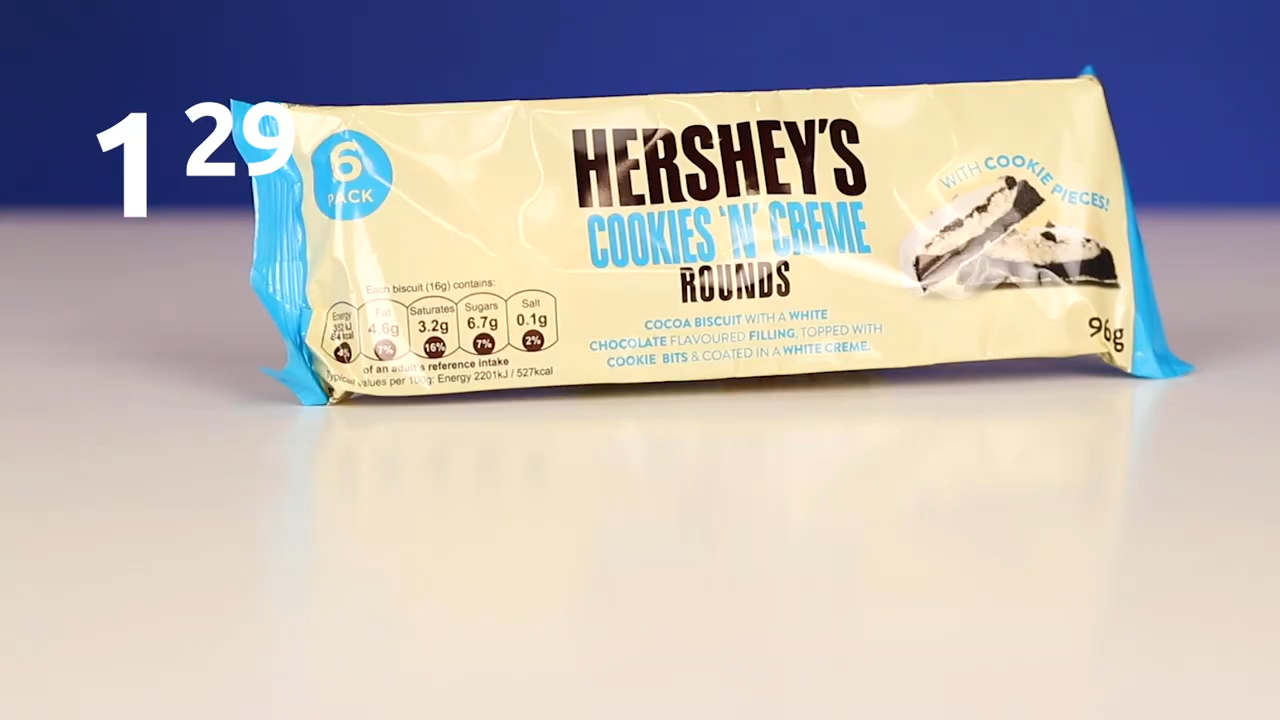 1 29
6
PACK
HERSHEY'S
COOKIES 'N' CREME
ROUNDS
WITH COOKIE PIECES!
COCOA BISCUIT WITH A WHITE
CHOCOLATE FLAVOURED FILLING, TOPPED WITH
COOKIE BITS & COATED IN A WHITE CREME.
96g
Each biscuit (16g) contains:
Energy Fat Saturates Sugars Salt
4.6g 3.2g 6.7g 0.1g
7% 16% 7% 2%
of an adult's reference intake
Typical values per 100g: Energy 2201kJ / 527kcal